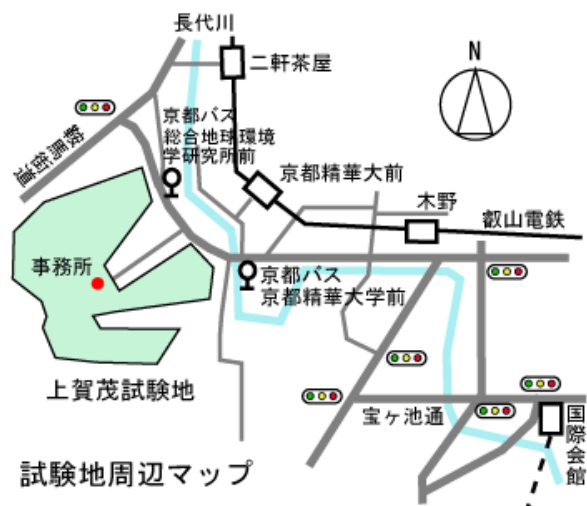 長代川
二軒茶屋
N
京都バス
総合地球環境
学研究所前
鞍馬街道
京都精華大前
木野
叡山電鉄
事務所
京都バス
京都精華大学前
上賀茂試験地
宝ヶ池通
国際会館
試験地周辺マップ